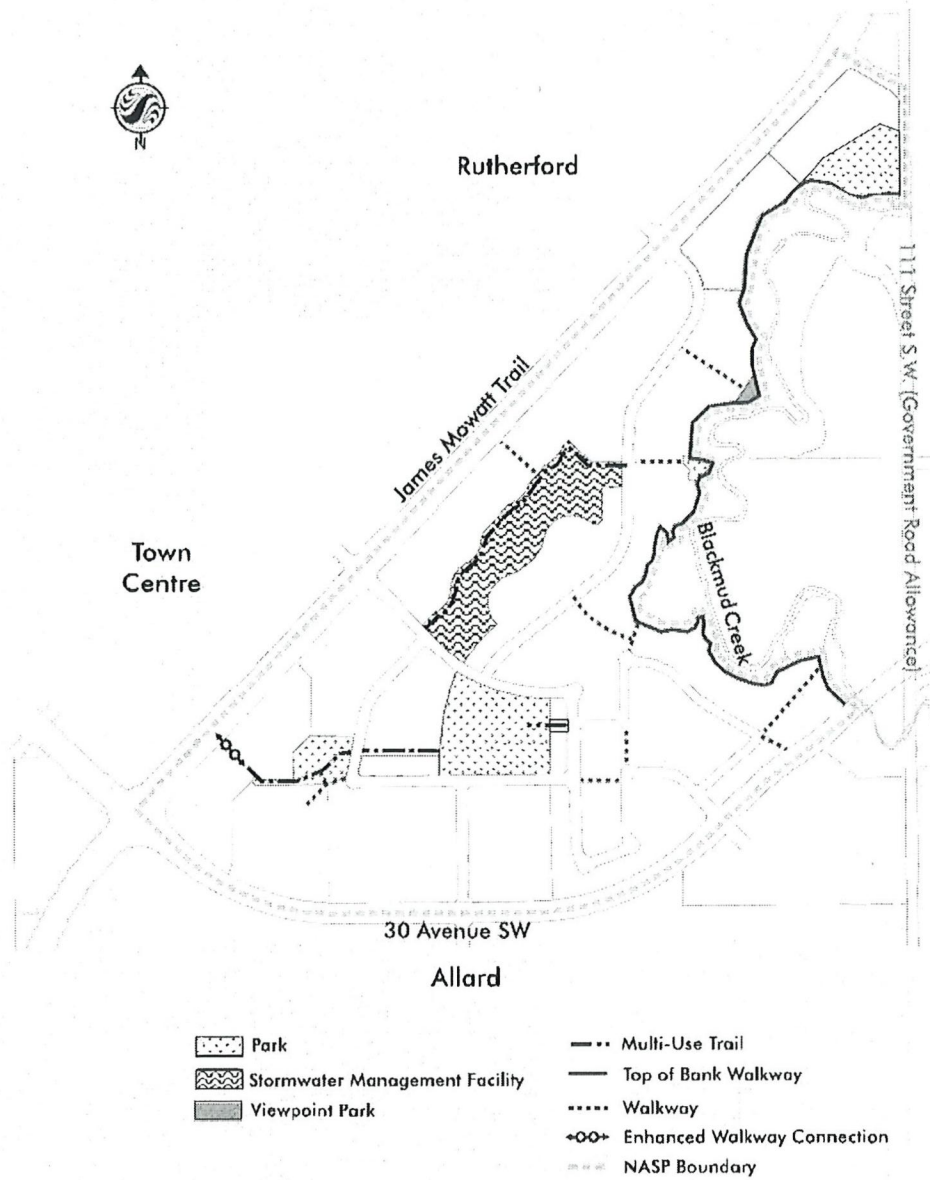 N
Rutherford
111 Street S.W. (Government Road Allowance)
James Mowatt Trail
Town
Centre
Blackmud Creek
30 Avenue SW
Allard
Park
Stormwater Management Facility
Viewpoint Park
Multi-Use Trail
Top of Bank Walkway
Walkway
Enhanced Walkway Connection
NASP Boundary